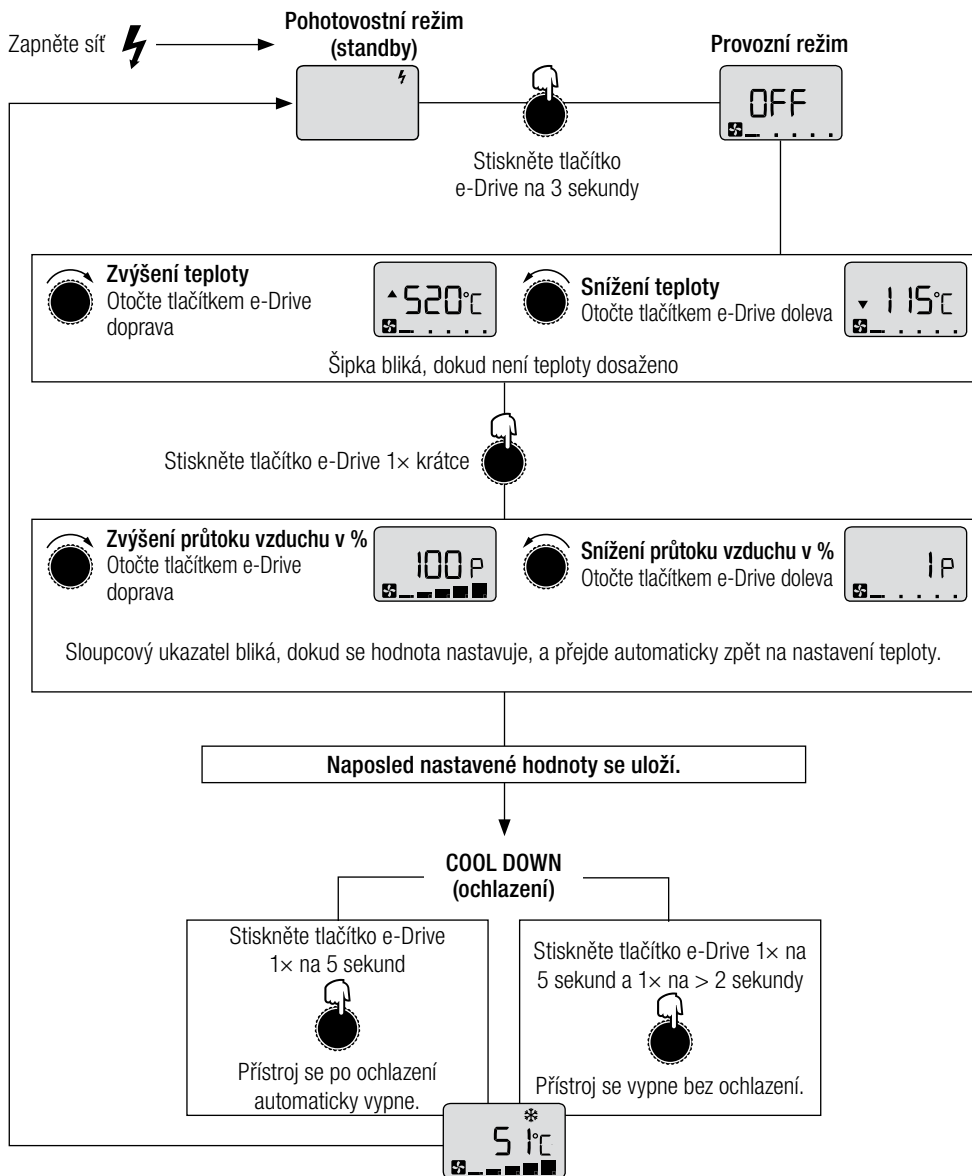 Zapněte síť
Pohotovostní režim
(standby)
Provozní režim
OFF
Stiskněte tlačítko
e-Drive na 3 sekundy
Zvýšení teploty
Otočte tlačítkem e-Drive
doprava
520°C
Snížení teploty
Otočte tlačítkem e-Drive doleva
115°C
Šipka bliká, dokud není teploty dosaženo
Stiskněte tlačítko e-Drive 1× krátce
Zvýšení průtoku vzduchu v %
Otočte tlačítkem e-Drive
doprava
100 P
Snížení průtoku vzduchu v %
Otočte tlačítkem e-Drive doleva
1 P
Sloupcový ukazatel bliká, dokud se hodnota nastavuje, a přejde automaticky zpět na nastavení teploty.
Naposled nastavené hodnoty se uloží.
COOL DOWN
(ochlazení)
Stiskněte tlačítko e-Drive
1× na 5 sekund
Přístroj se po ochlazení
automaticky vypne.
Stiskněte tlačítko e-Drive 1× na
5 sekund a 1× na > 2 sekundy
Přístroj se vypne bez ochlazení.
51°C